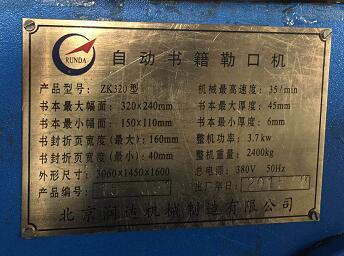 RUNDA
自动书籍勒口机
产品型号：ZK320型
机械最高速度：35/min
书本最大幅面：320×240mm
书本最大厚度：45mm
书本最小幅面：150×110mm
书本最小厚度：6mm
书封折页宽度（最大）：160mm
整机功率：3.7kw
书封折页宽度（最小）：40mm
整机重量：2400kg
外形尺寸：3060×1450×1600
总电源：380V 50Hz
产品编号：
出厂年日：
北京润达机械制造有限公司